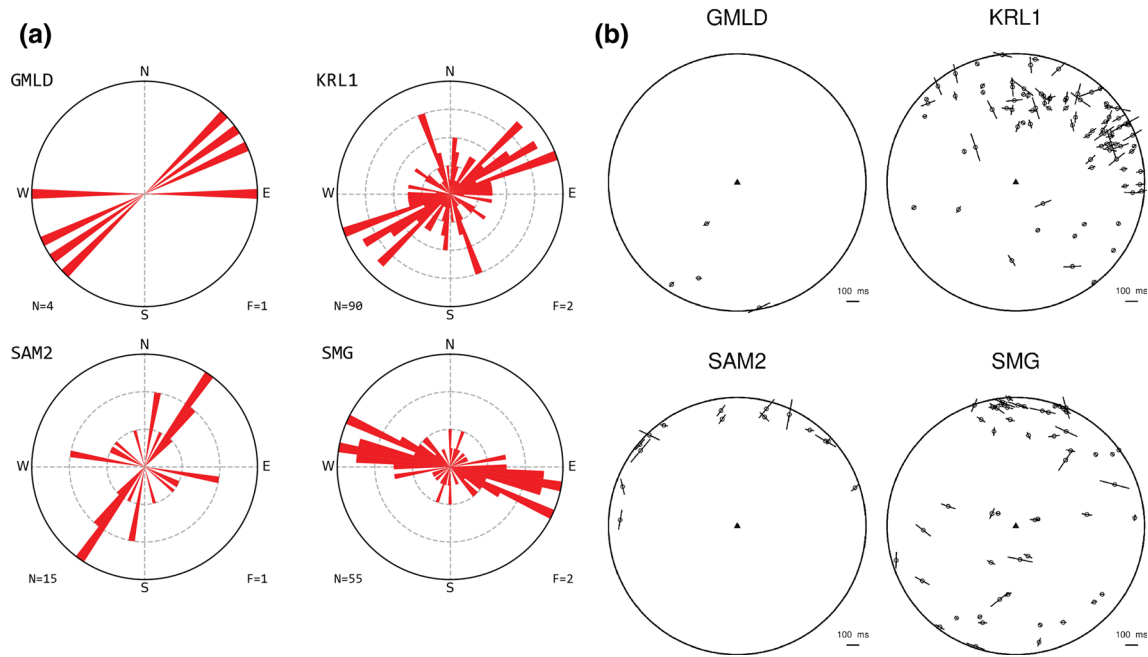 (a)
GMLD
N
W
E
S
N=4
F=1
KRL1
N
W
E
S
N=90
F=2
SAM2
N
W
E
S
N=15
F=1
SMG
N
W
E
S
N=55
F=2
(b)
GMLD
100 ms
KRL1
100 ms
SAM2
100 ms
SMG
100 ms